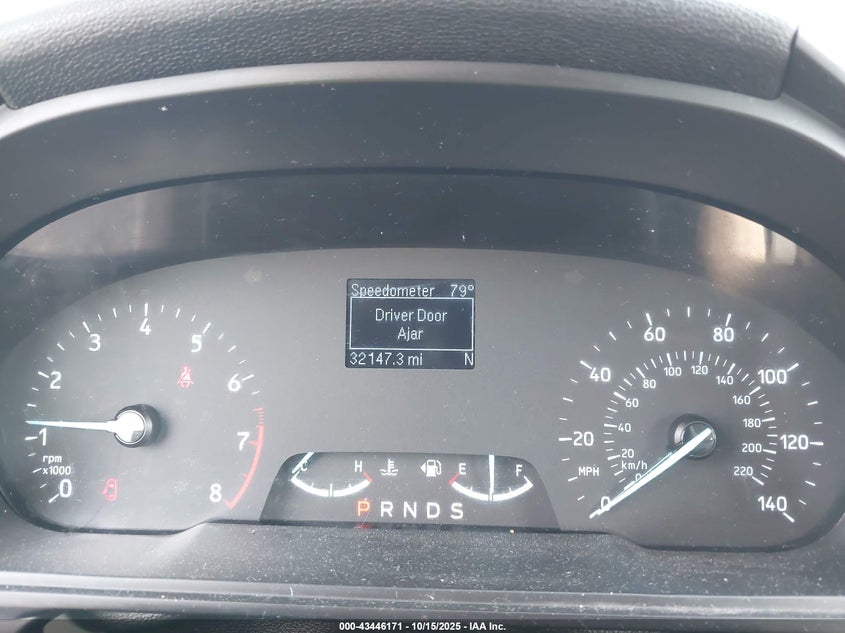 Speedometer 79°
Driver Door
Ajar
32147.3 mi N
0 1 2 3 4 5 6 7 8
rpm
x1000
C H E F
P R N D S
0 20 40 60 80 100 120 140
MPH
0 20 40 60 80 100 120 140 160 180 200 220
km/h
000-43446171 - 10/15/2025 - IAA Inc.